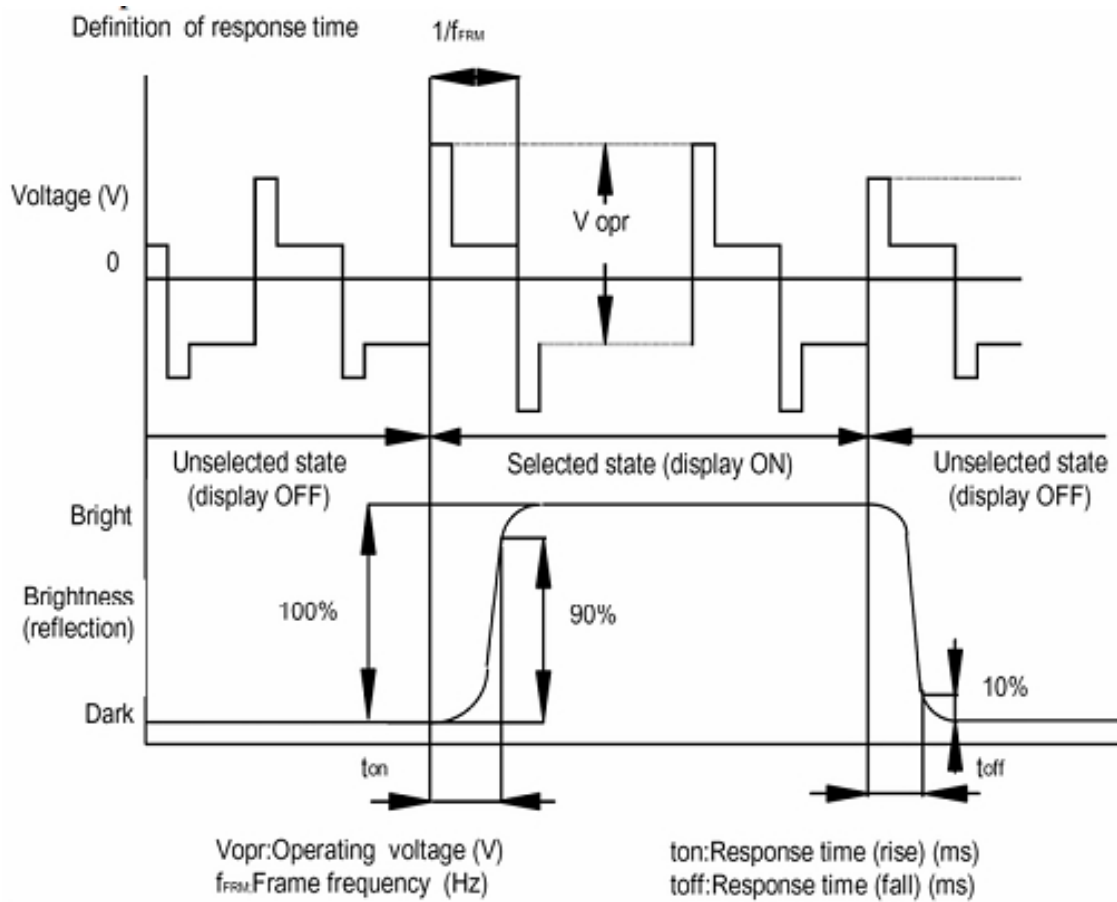 Definition of response time
1/fFRM
Voltage (V)
0
V opr
Unselected state
(display OFF)
Selected state (display ON)
Unselected state
(display OFF)
Bright
Brightness
(reflection)
100%
90%
10%
Dark
ton
toff
Vopr:Operating voltage (V)
fFRM:Frame frequency (Hz)
ton:Response time (rise) (ms)
toff:Response time (fall) (ms)